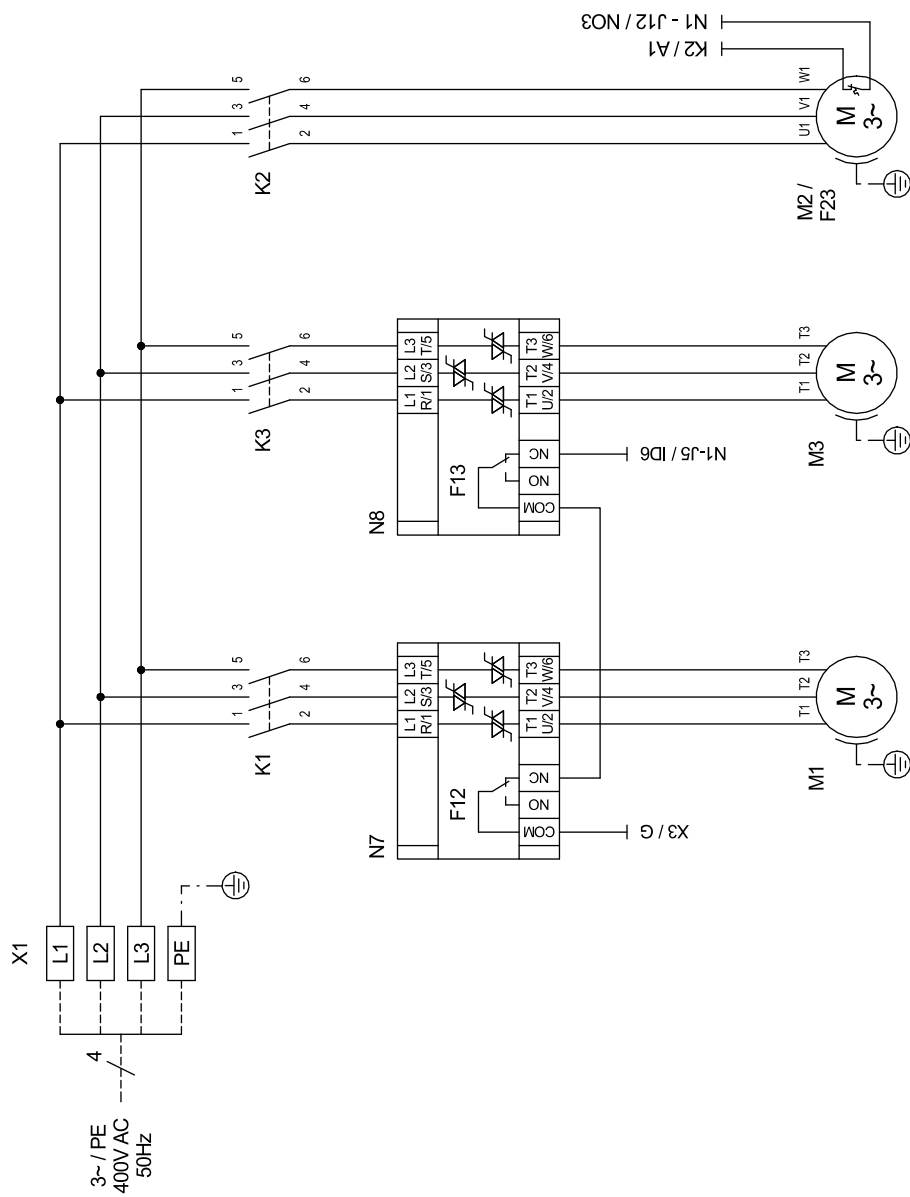 3~ / PE
400V AC
50Hz
4
X1
L1
L2
L3
PE
K1
1
3
5
2
4
6
N7
L1
L2
L3
R/1
S/3
T/5
F12
COM
NO
NC
T1
T2
T3
U/2
V/4
W/6
X3 / G
M1
T1
T2
T3
M
3~
K3
1
3
5
2
4
6
N8
L1
L2
L3
R/1
S/3
T/5
F13
COM
NO
NC
T1
T2
T3
U/2
V/4
W/6
N1-J5 / ID6
M3
T1
T2
T3
M
3~
K2
1
3
5
2
4
6
M2 /
F23
U1
V1
W1
M
3~
K2 / A1
N1 - J12 / NO3